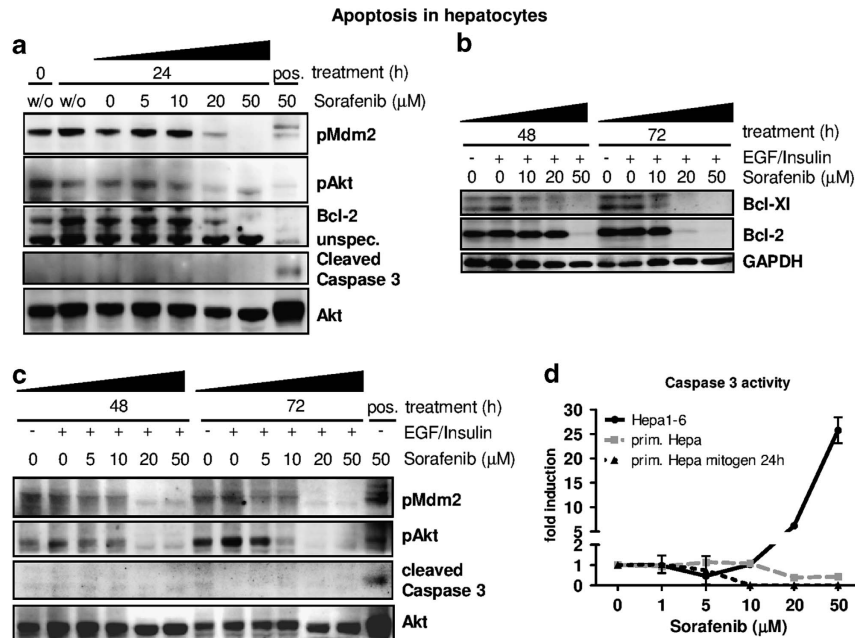 Apoptosis in hepatocytes
a
0 24 pos. treatment (h)
w/o w/o 0 5 10 20 50 50 Sorafenib (µM)
pMdm2
pAkt
Bcl-2
unspec.
Cleaved
Caspase 3
Akt
b
48 72 treatment (h)
- + + + + - + + + + EGF/Insulin
0 0 10 20 50 0 0 10 20 50 Sorafenib (µM)
Bcl-Xl
Bcl-2
GAPDH
c
48 72 pos. treatment (h)
- + + + + + - + + + + + - EGF/Insulin
0 0 5 10 20 50 0 0 5 10 20 50 50 Sorafenib (µM)
pMdm2
pAkt
cleaved
Caspase 3
Akt
d
Caspase 3 activity
Hepa1-6
prim. Hepa
prim. Hepa mitogen 24h
fold induction
30
25
20
15
10
5
2
1
0
0 1 5 10 20 50
Sorafenib (µM)